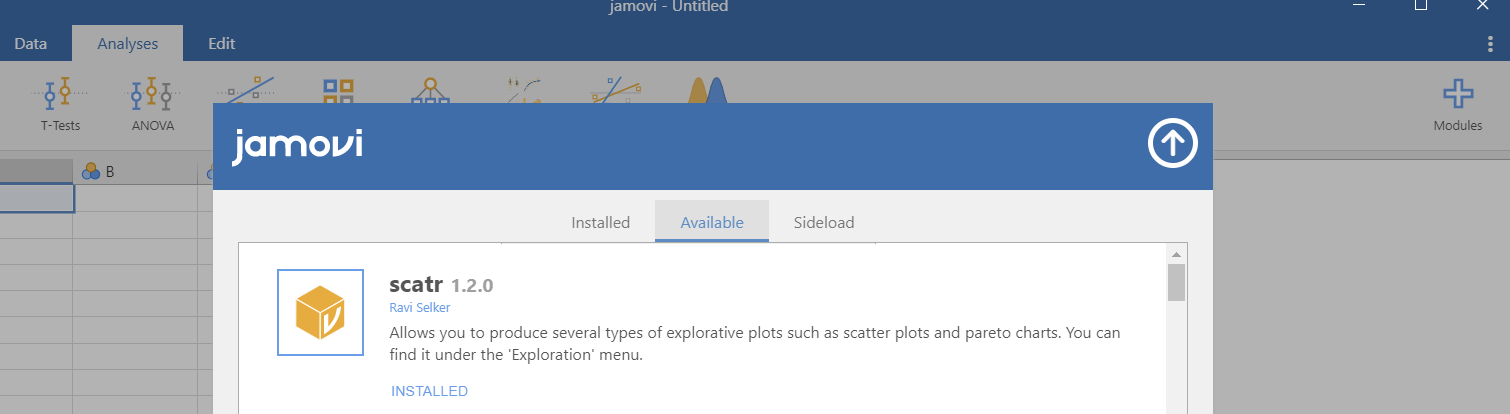 jamovi - Untitled
Data
Analyses
Edit
T-Tests
ANOVA
Modules
jamovi
B
Installed
Available
Sideload
scatr 1.2.0
Ravi Selker
Allows you to produce several types of explorative plots such as scatter plots and pareto charts. You can
find it under the 'Exploration' menu.
INSTALLED